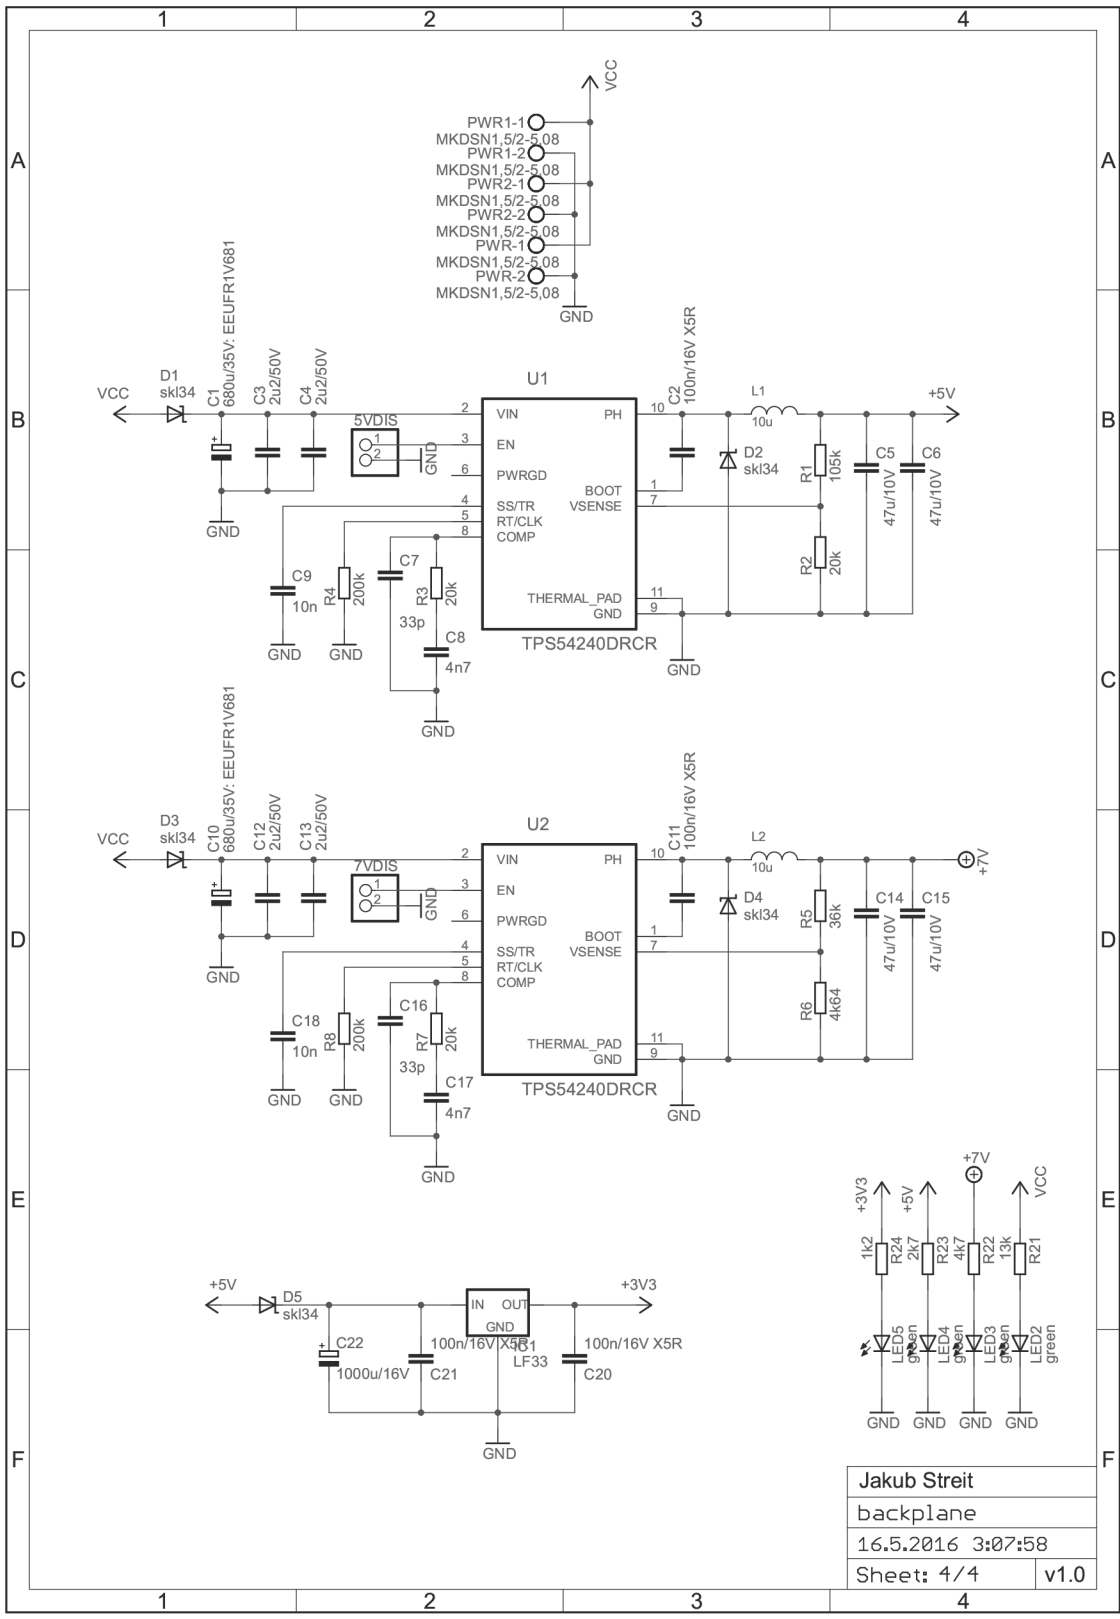 1 2 3 4
A A
VCC
PWR1-1
MKDSN1,5/2-5,08
PWR1-2
MKDSN1,5/2-5,08
PWR2-1
MKDSN1,5/2-5,08
PWR2-2
MKDSN1,5/2-5,08
PWR-1
MKDSN1,5/2-5,08
PWR-2
MKDSN1,5/2-5,08
GND
B B
VCC
D1
skl34
C1
680u/35V: EEUFR1V681
C3
2u2/50V
C4
2u2/50V
GND
5VDIS
1
2
GND
U1
2 VIN
3 EN
6 PWRGD
4 SS/TR
5 RT/CLK
8 COMP
PH 10
BOOT 1
VSENSE 7
THERMAL_PAD 11
GND 9
TPS54240DRCR
C2
100n/16V X5R
L1
10u
D2
skl34
R1
105k
R2
20k
C5
47u/10V
C6
47u/10V
+5V
GND
C C
C9
10n
GND
R4
200k
GND
C7
33p
R3
20k
C8
4n7
GND
VCC
D3
skl34
C10
680u/35V: EEUFR1V681
C12
2u2/50V
C13
2u2/50V
GND
D D
7VDIS
1
2
GND
U2
2 VIN
3 EN
6 PWRGD
4 SS/TR
5 RT/CLK
8 COMP
PH 10
BOOT 1
VSENSE 7
THERMAL_PAD 11
GND 9
TPS54240DRCR
C11
100n/16V X5R
L2
10u
D4
skl34
R5
36k
R6
4k64
C14
47u/10V
C15
47u/10V
+7V
GND
C18
10n
GND
R8
200k
GND
C16
33p
R7
20k
C17
4n7
GND
E E
+5V
D5
skl34
C22
1000u/16V
100n/16V X5R
C21
IN OUT
GND
IC1
LF33
100n/16V X5R
C20
+3V3
GND
+3V3
1k2
R24
LED5
green
GND
+5V
2k7
R23
LED4
green
GND
+7V
4k7
R22
LED3
green
GND
VCC
13k
R21
LED2
green
GND
F F
Jakub Streit
backplane
16.5.2016 3:07:58
Sheet: 4/4 v1.0
1 2 3 4